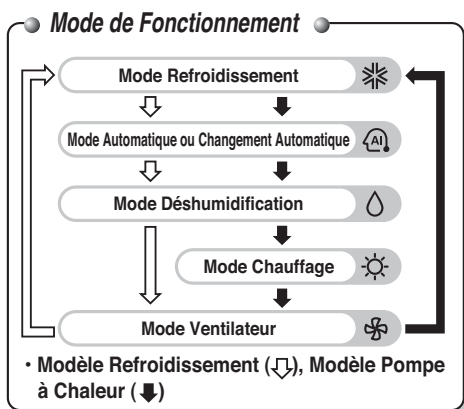 Mode de Fonctionnement
Mode Refroidissement
Mode Automatique ou Changement Automatique
AI
Mode Déshumidification
Mode Chauffage
Mode Ventilateur
• Modèle Refroidissement (⇩), Modèle Pompe
à Chaleur (⬇)